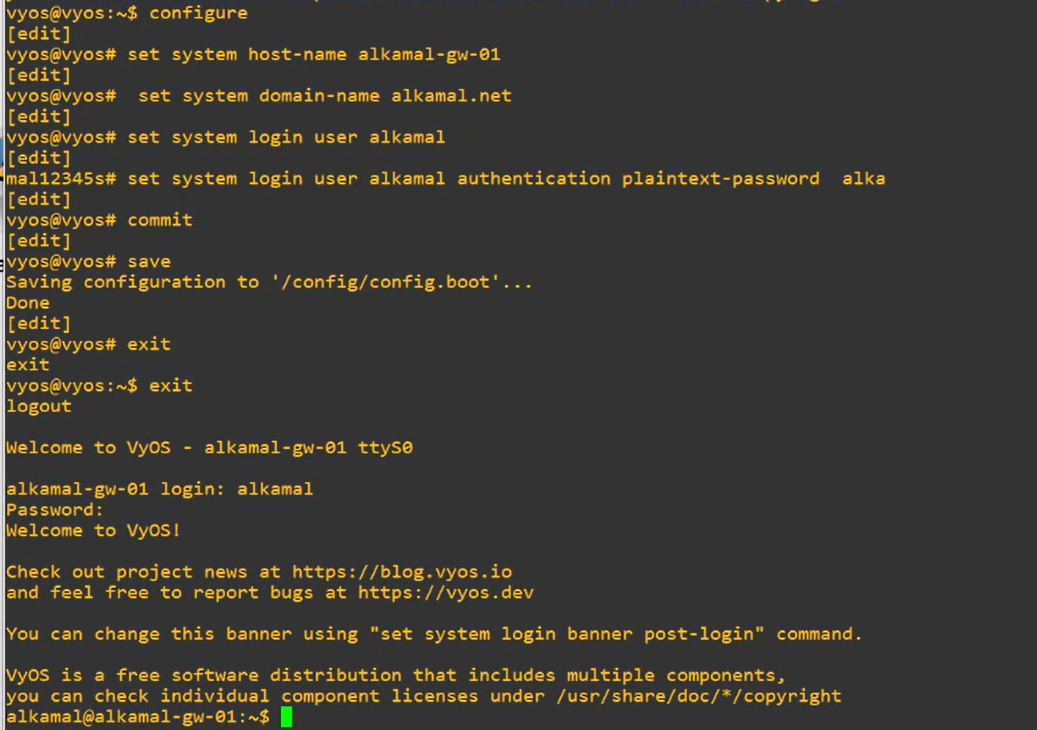 vyos@vyos:~$ configure
[edit]
vyos@vyos# set system host-name alkamal-gw-01
[edit]
vyos@vyos#  set system domain-name alkamal.net
[edit]
vyos@vyos# set system login user alkamal
[edit]
mal12345s# set system login user alkamal authentication plaintext-password  alka
[edit]
vyos@vyos# commit
[edit]
vyos@vyos# save
Saving configuration to '/config/config.boot'...
Done
[edit]
vyos@vyos# exit
exit
vyos@vyos:~$ exit
logout
Welcome to VyOS - alkamal-gw-01 ttyS0
alkamal-gw-01 login: alkamal
Password:
Welcome to VyOS!
Check out project news at https://blog.vyos.io
and feel free to report bugs at https://vyos.dev
You can change this banner using "set system login banner post-login" command.
VyOS is a free software distribution that includes multiple components,
you can check individual component licenses under /usr/share/doc/*/copyright
alkamal@alkamal-gw-01:~$